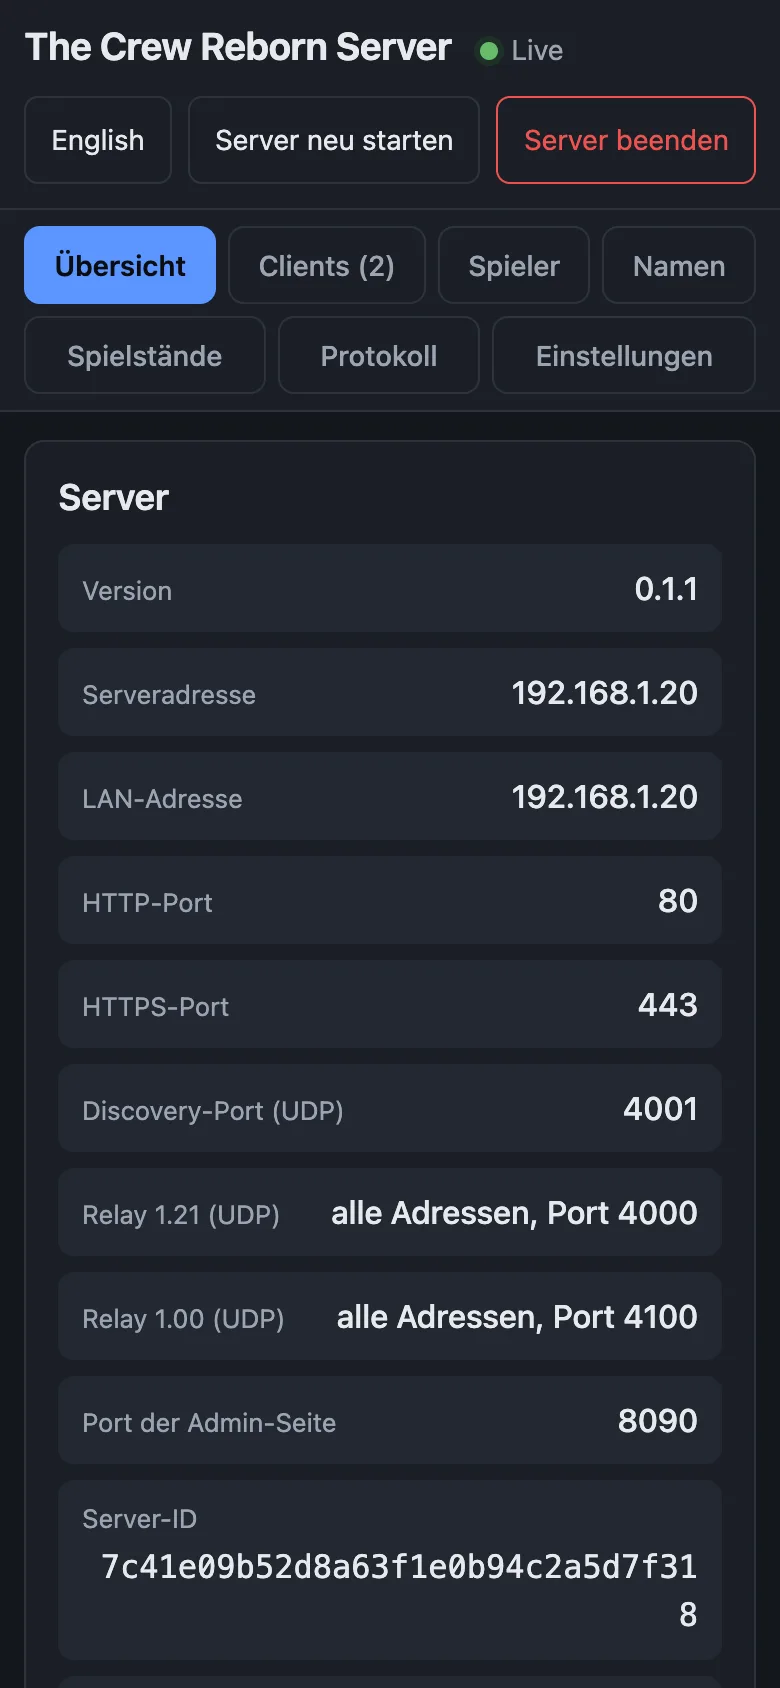 The Crew Reborn Server
Live
English
Server neu starten
Server beenden
Übersicht
Clients (2)
Spieler
Namen
Spielstände
Protokoll
Einstellungen
Server
Version 0.1.1
Serveradresse 192.168.1.20
LAN-Adresse 192.168.1.20
HTTP-Port 80
HTTPS-Port 443
Discovery-Port (UDP) 4001
Relay 1.21 (UDP) alle Adressen, Port 4000
Relay 1.00 (UDP) alle Adressen, Port 4100
Port der Admin-Seite 8090
Server-ID
7c41e09b52d8a63f1e0b94c2a5d7f31
8